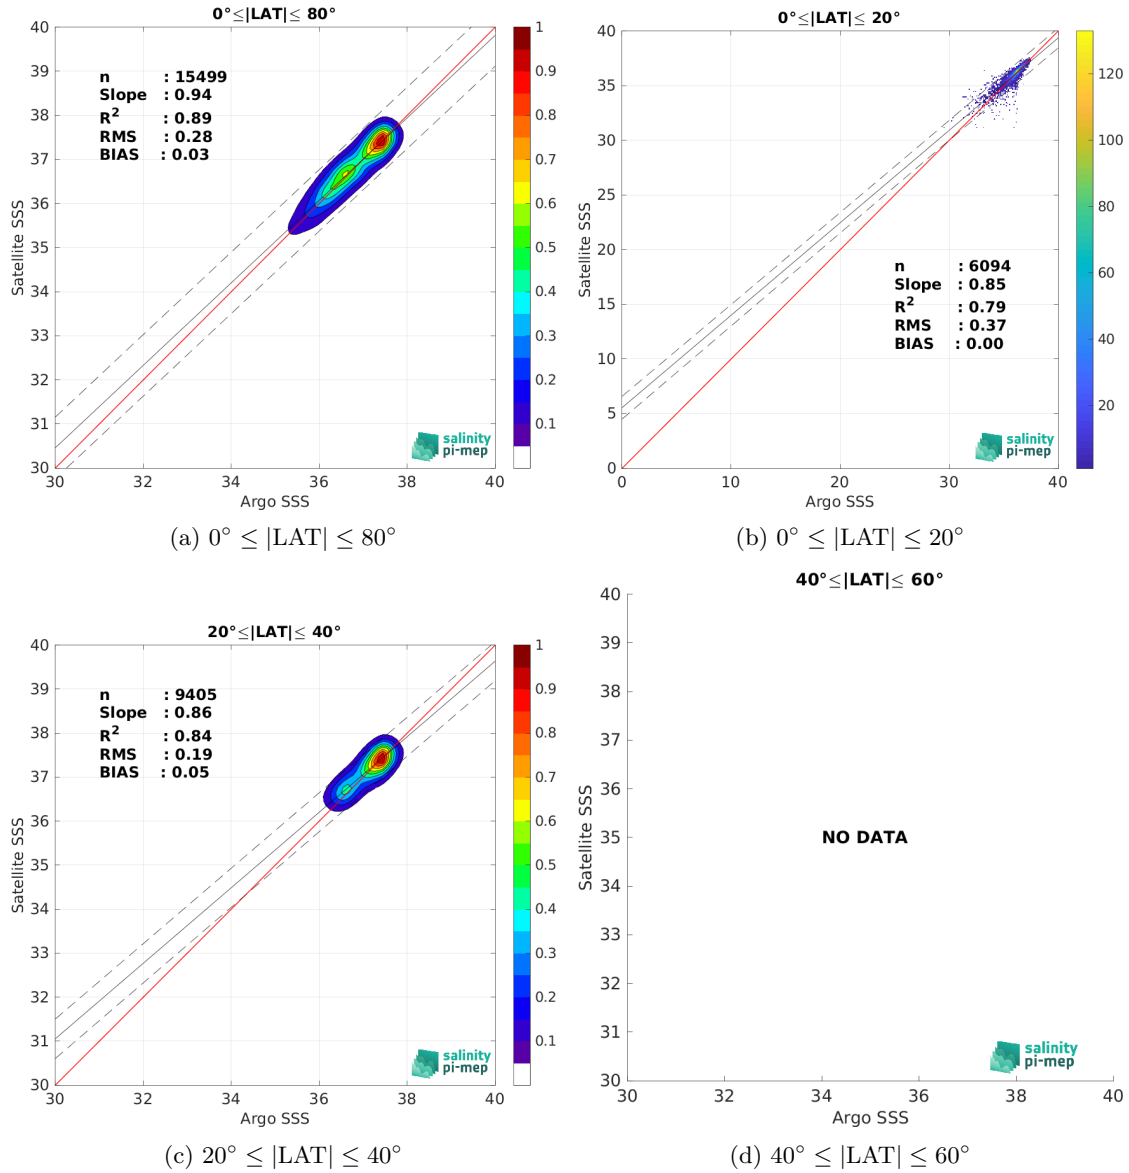 0°≤|LAT|≤ 80°
40
39
38
37
36
35
34
33
32
31
30
Satellite SSS
n : 15499
Slope : 0.94
R² : 0.89
RMS : 0.28
BIAS : 0.03
salinity
pi-mep
30 32 34 36 38 40
Argo SSS
1
0.9
0.8
0.7
0.6
0.5
0.4
0.3
0.2
0.1
(a) 0° ≤ |LAT| ≤ 80°
0°≤|LAT|≤ 20°
40
35
30
25
20
15
10
5
0
Satellite SSS
n : 6094
Slope : 0.85
R² : 0.79
RMS : 0.37
BIAS : 0.00
salinity
pi-mep
0 10 20 30 40
Argo SSS
120
100
80
60
40
20
(b) 0° ≤ |LAT| ≤ 20°
20°≤|LAT|≤ 40°
40
39
38
37
36
35
34
33
32
31
30
Satellite SSS
n : 9405
Slope : 0.86
R² : 0.84
RMS : 0.19
BIAS : 0.05
salinity
pi-mep
30 32 34 36 38 40
Argo SSS
1
0.9
0.8
0.7
0.6
0.5
0.4
0.3
0.2
0.1
(c) 20° ≤ |LAT| ≤ 40°
40°≤|LAT|≤ 60°
40
39
38
37
36
35
34
33
32
31
30
Satellite SSS
NO DATA
salinity
pi-mep
30 32 34 36 38 40
Argo SSS
(d) 40° ≤ |LAT| ≤ 60°